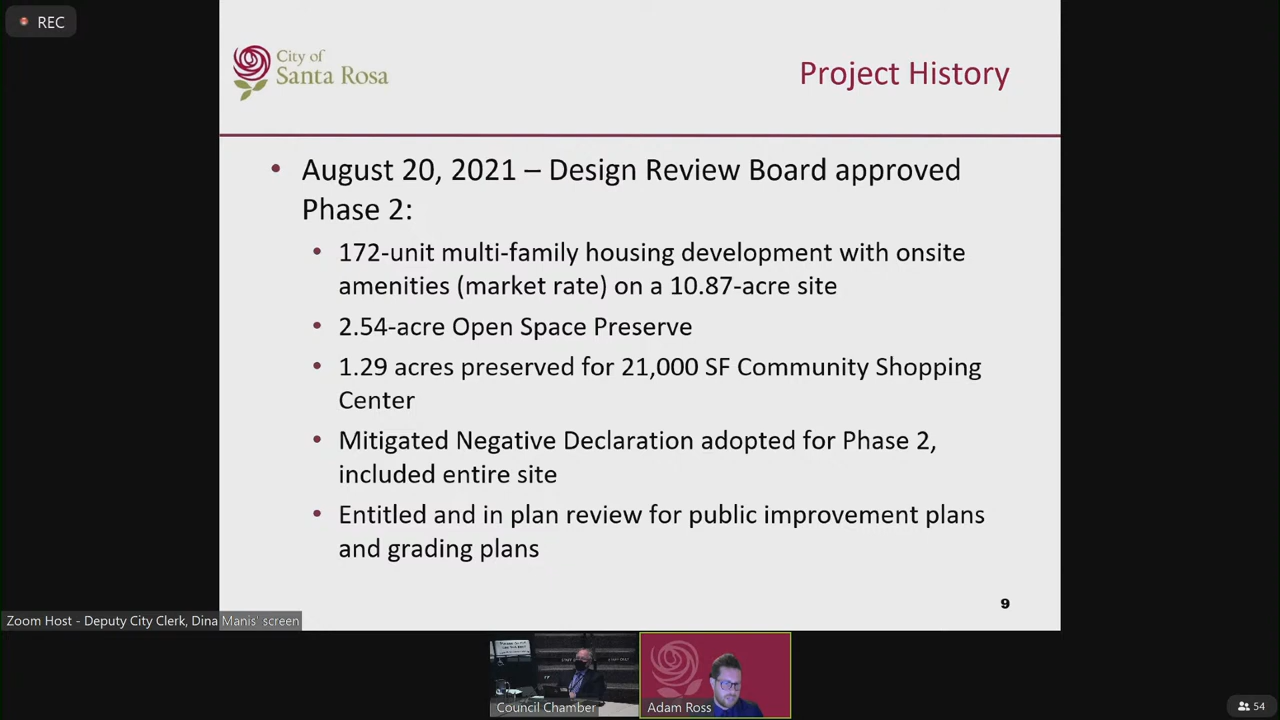 REC
City of
Santa Rosa
Project History
• August 20, 2021 – Design Review Board approved
Phase 2:
• 172-unit multi-family housing development with onsite
amenities (market rate) on a 10.87-acre site
• 2.54-acre Open Space Preserve
• 1.29 acres preserved for 21,000 SF Community Shopping
Center
• Mitigated Negative Declaration adopted for Phase 2,
included entire site
• Entitled and in plan review for public improvement plans
and grading plans
9
Zoom Host - Deputy City Clerk, Dina Manis' screen
Council Chamber
Adam Ross
54